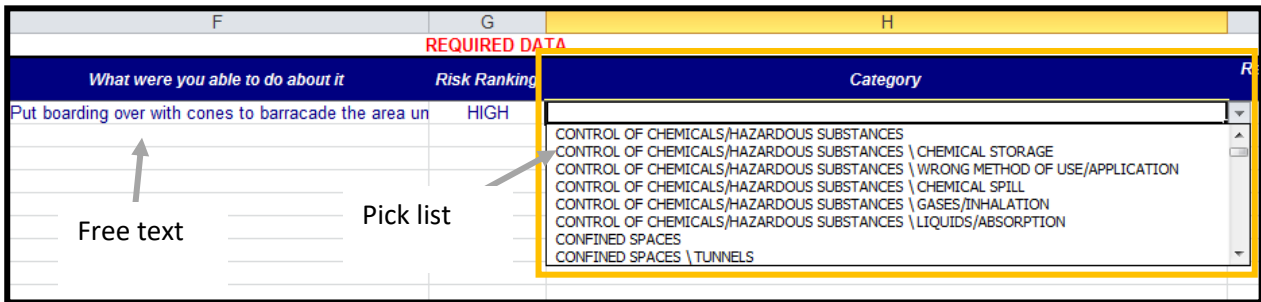 F G H
REQUIRED DATA
What were you able to do about it Risk Ranking Category
Put boarding over with cones to barracade the area un HIGH
CONTROL OF CHEMICALS/HAZARDOUS SUBSTANCES
CONTROL OF CHEMICALS/HAZARDOUS SUBSTANCES \ CHEMICAL STORAGE
CONTROL OF CHEMICALS/HAZARDOUS SUBSTANCES \ WRONG METHOD OF USE/APPLICATION
CONTROL OF CHEMICALS/HAZARDOUS SUBSTANCES \ CHEMICAL SPILL
CONTROL OF CHEMICALS/HAZARDOUS SUBSTANCES \ GASES/INHALATION
CONTROL OF CHEMICALS/HAZARDOUS SUBSTANCES \ LIQUIDS/ABSORPTION
CONFINED SPACES
CONFINED SPACES \ TUNNELS
Pick list
Free text